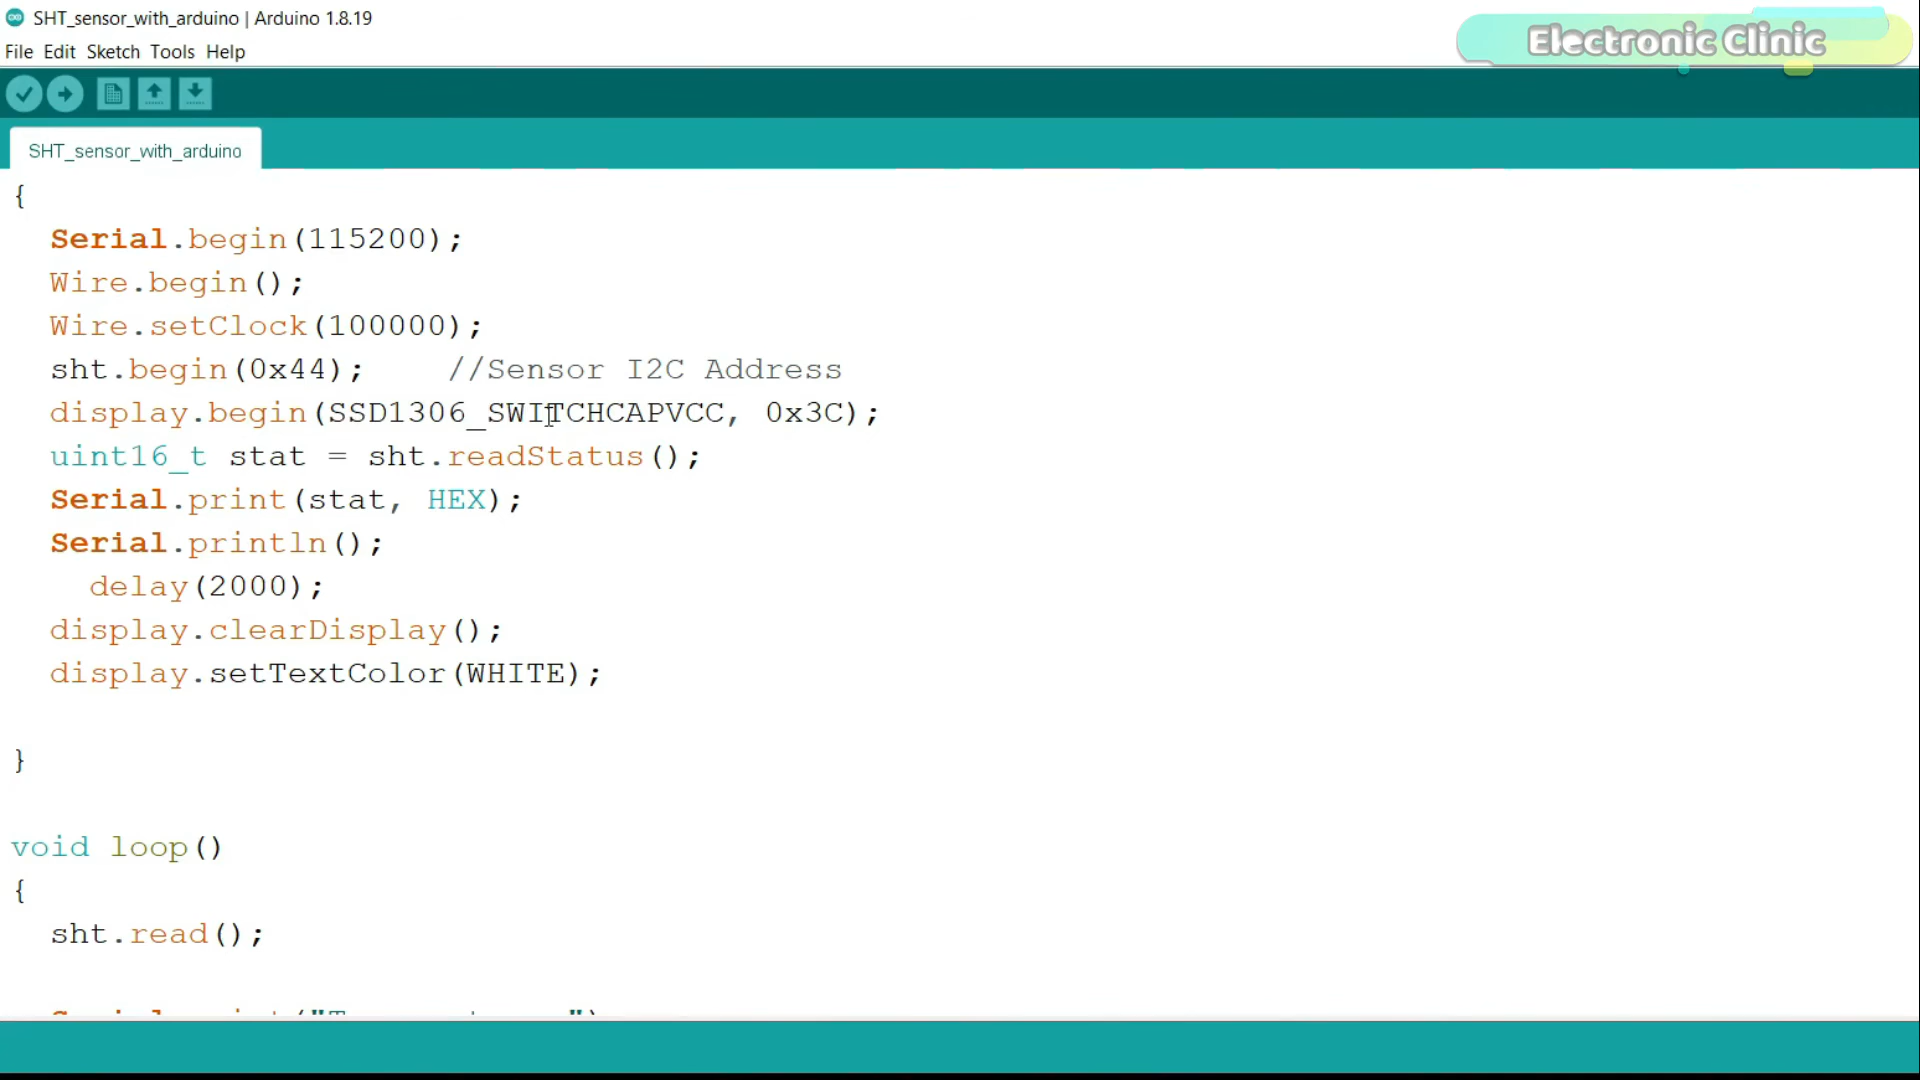 SHT_sensor_with_arduino | Arduino 1.8.19
Electronic Clinic
File Edit Sketch Tools Help
SHT_sensor_with_arduino
{
Serial.begin(115200);
Wire.begin();
Wire.setClock(100000);
sht.begin(0x44);    //Sensor I2C Address
display.begin(SSD1306_SWITCHCAPVCC, 0x3C);
uint16_t stat = sht.readStatus();
Serial.print(stat, HEX);
Serial.println();
delay(2000);
display.clearDisplay();
display.setTextColor(WHITE);
}
void loop()
{
sht.read();